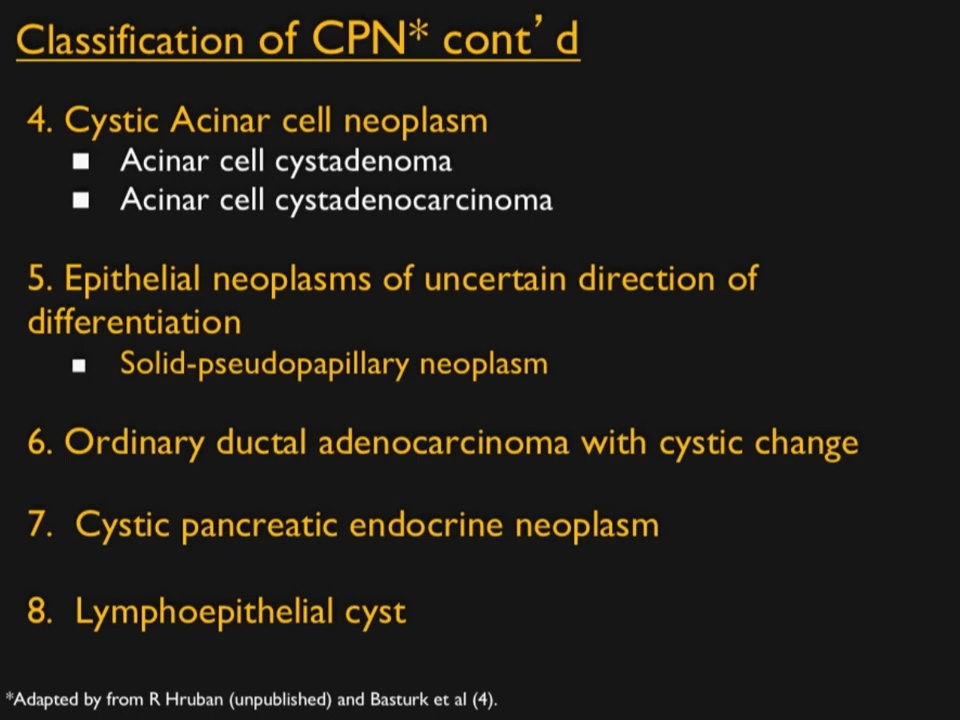 Classification of CPN* cont’d
4. Cystic Acinar cell neoplasm
■ Acinar cell cystadenoma
■ Acinar cell cystadenocarcinoma
5. Epithelial neoplasms of uncertain direction of
differentiation
■ Solid-pseudopapillary neoplasm
6. Ordinary ductal adenocarcinoma with cystic change
7. Cystic pancreatic endocrine neoplasm
8. Lymphoepithelial cyst
*Adapted by from R Hruban (unpublished) and Basturk et al (4).